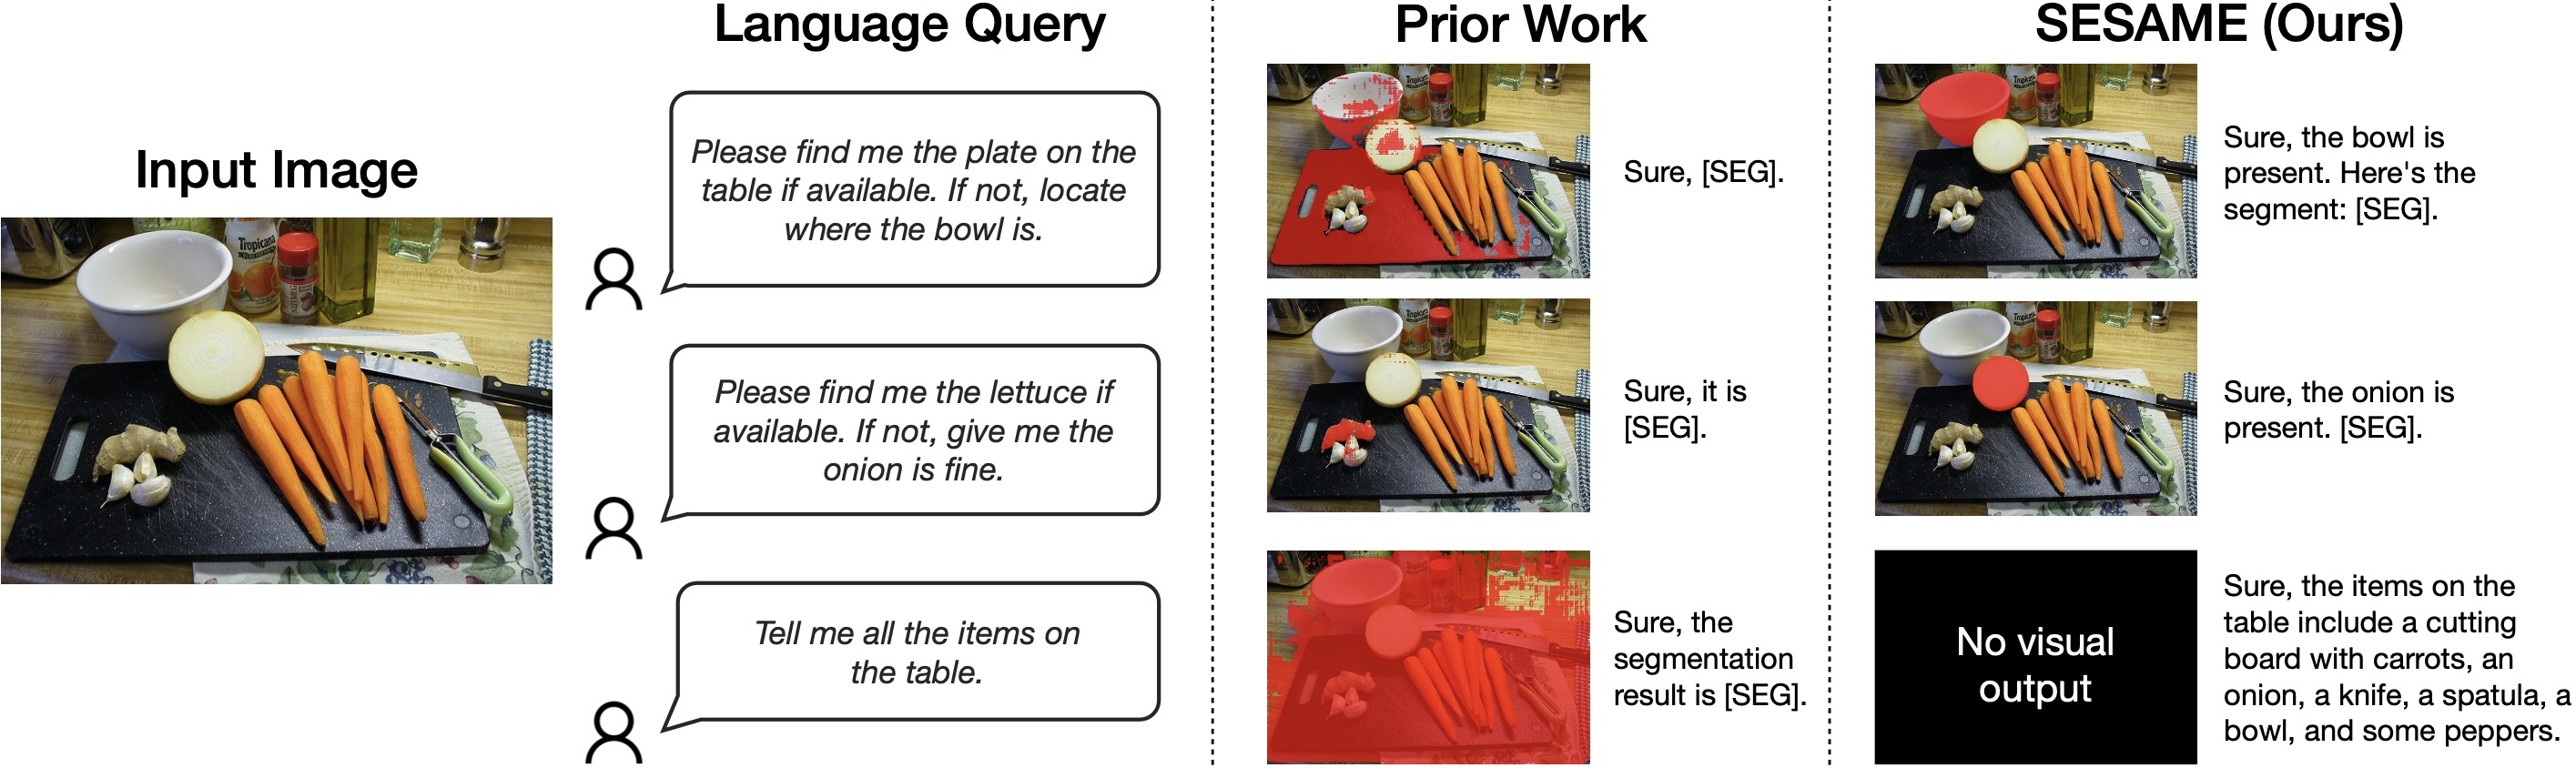 Language Query
Prior Work
SESAME (Ours)
Input Image
Tropicana
Please find me the plate on the
table if available. If not, locate
where the bowl is.
Sure, [SEG].
Sure, the bowl is
present. Here's the
segment: [SEG].
Please find me the lettuce if
available. If not, give me the
onion is fine.
Sure, it is
[SEG].
Sure, the onion is
present. [SEG].
Tell me all the items on
the table.
Sure, the
segmentation
result is [SEG].
No visual
output
Sure, the items on the
table include a cutting
board with carrots, an
onion, a knife, a spatula, a
bowl, and some peppers.